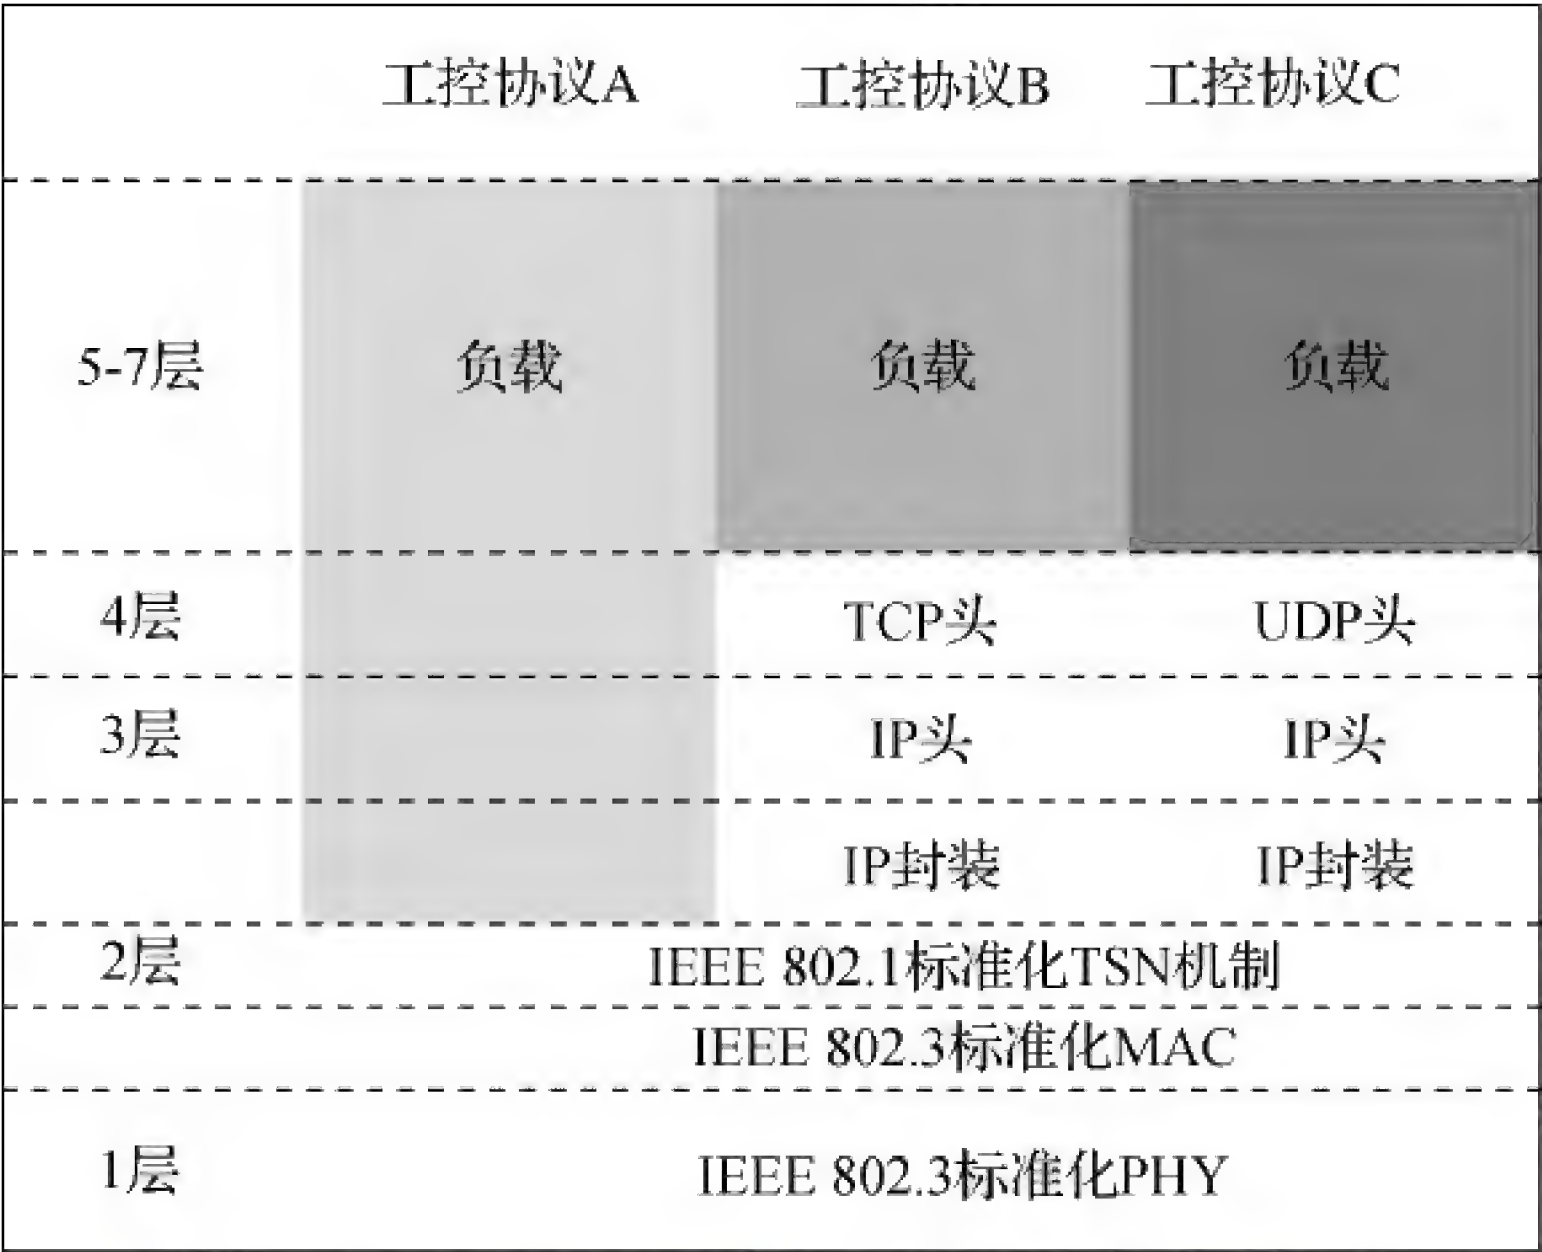 工控协议A 工控协议B 工控协议C
5-7层 负载 负载 负载
4层 TCP头 UDP头
3层 IP头 IP头
IP封装 IP封装
2层 IEEE 802.1标准化TSN机制
IEEE 802.3标准化MAC
1层 IEEE 802.3标准化PHY